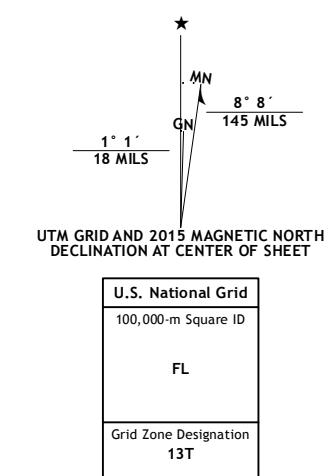 ★
MN
8° 8´
145 MILS
GN
1° 1´
18 MILS
UTM GRID AND 2015 MAGNETIC NORTH
DECLINATION AT CENTER OF SHEET
U.S. National Grid
100,000-m Square ID
FL
Grid Zone Designation
13T